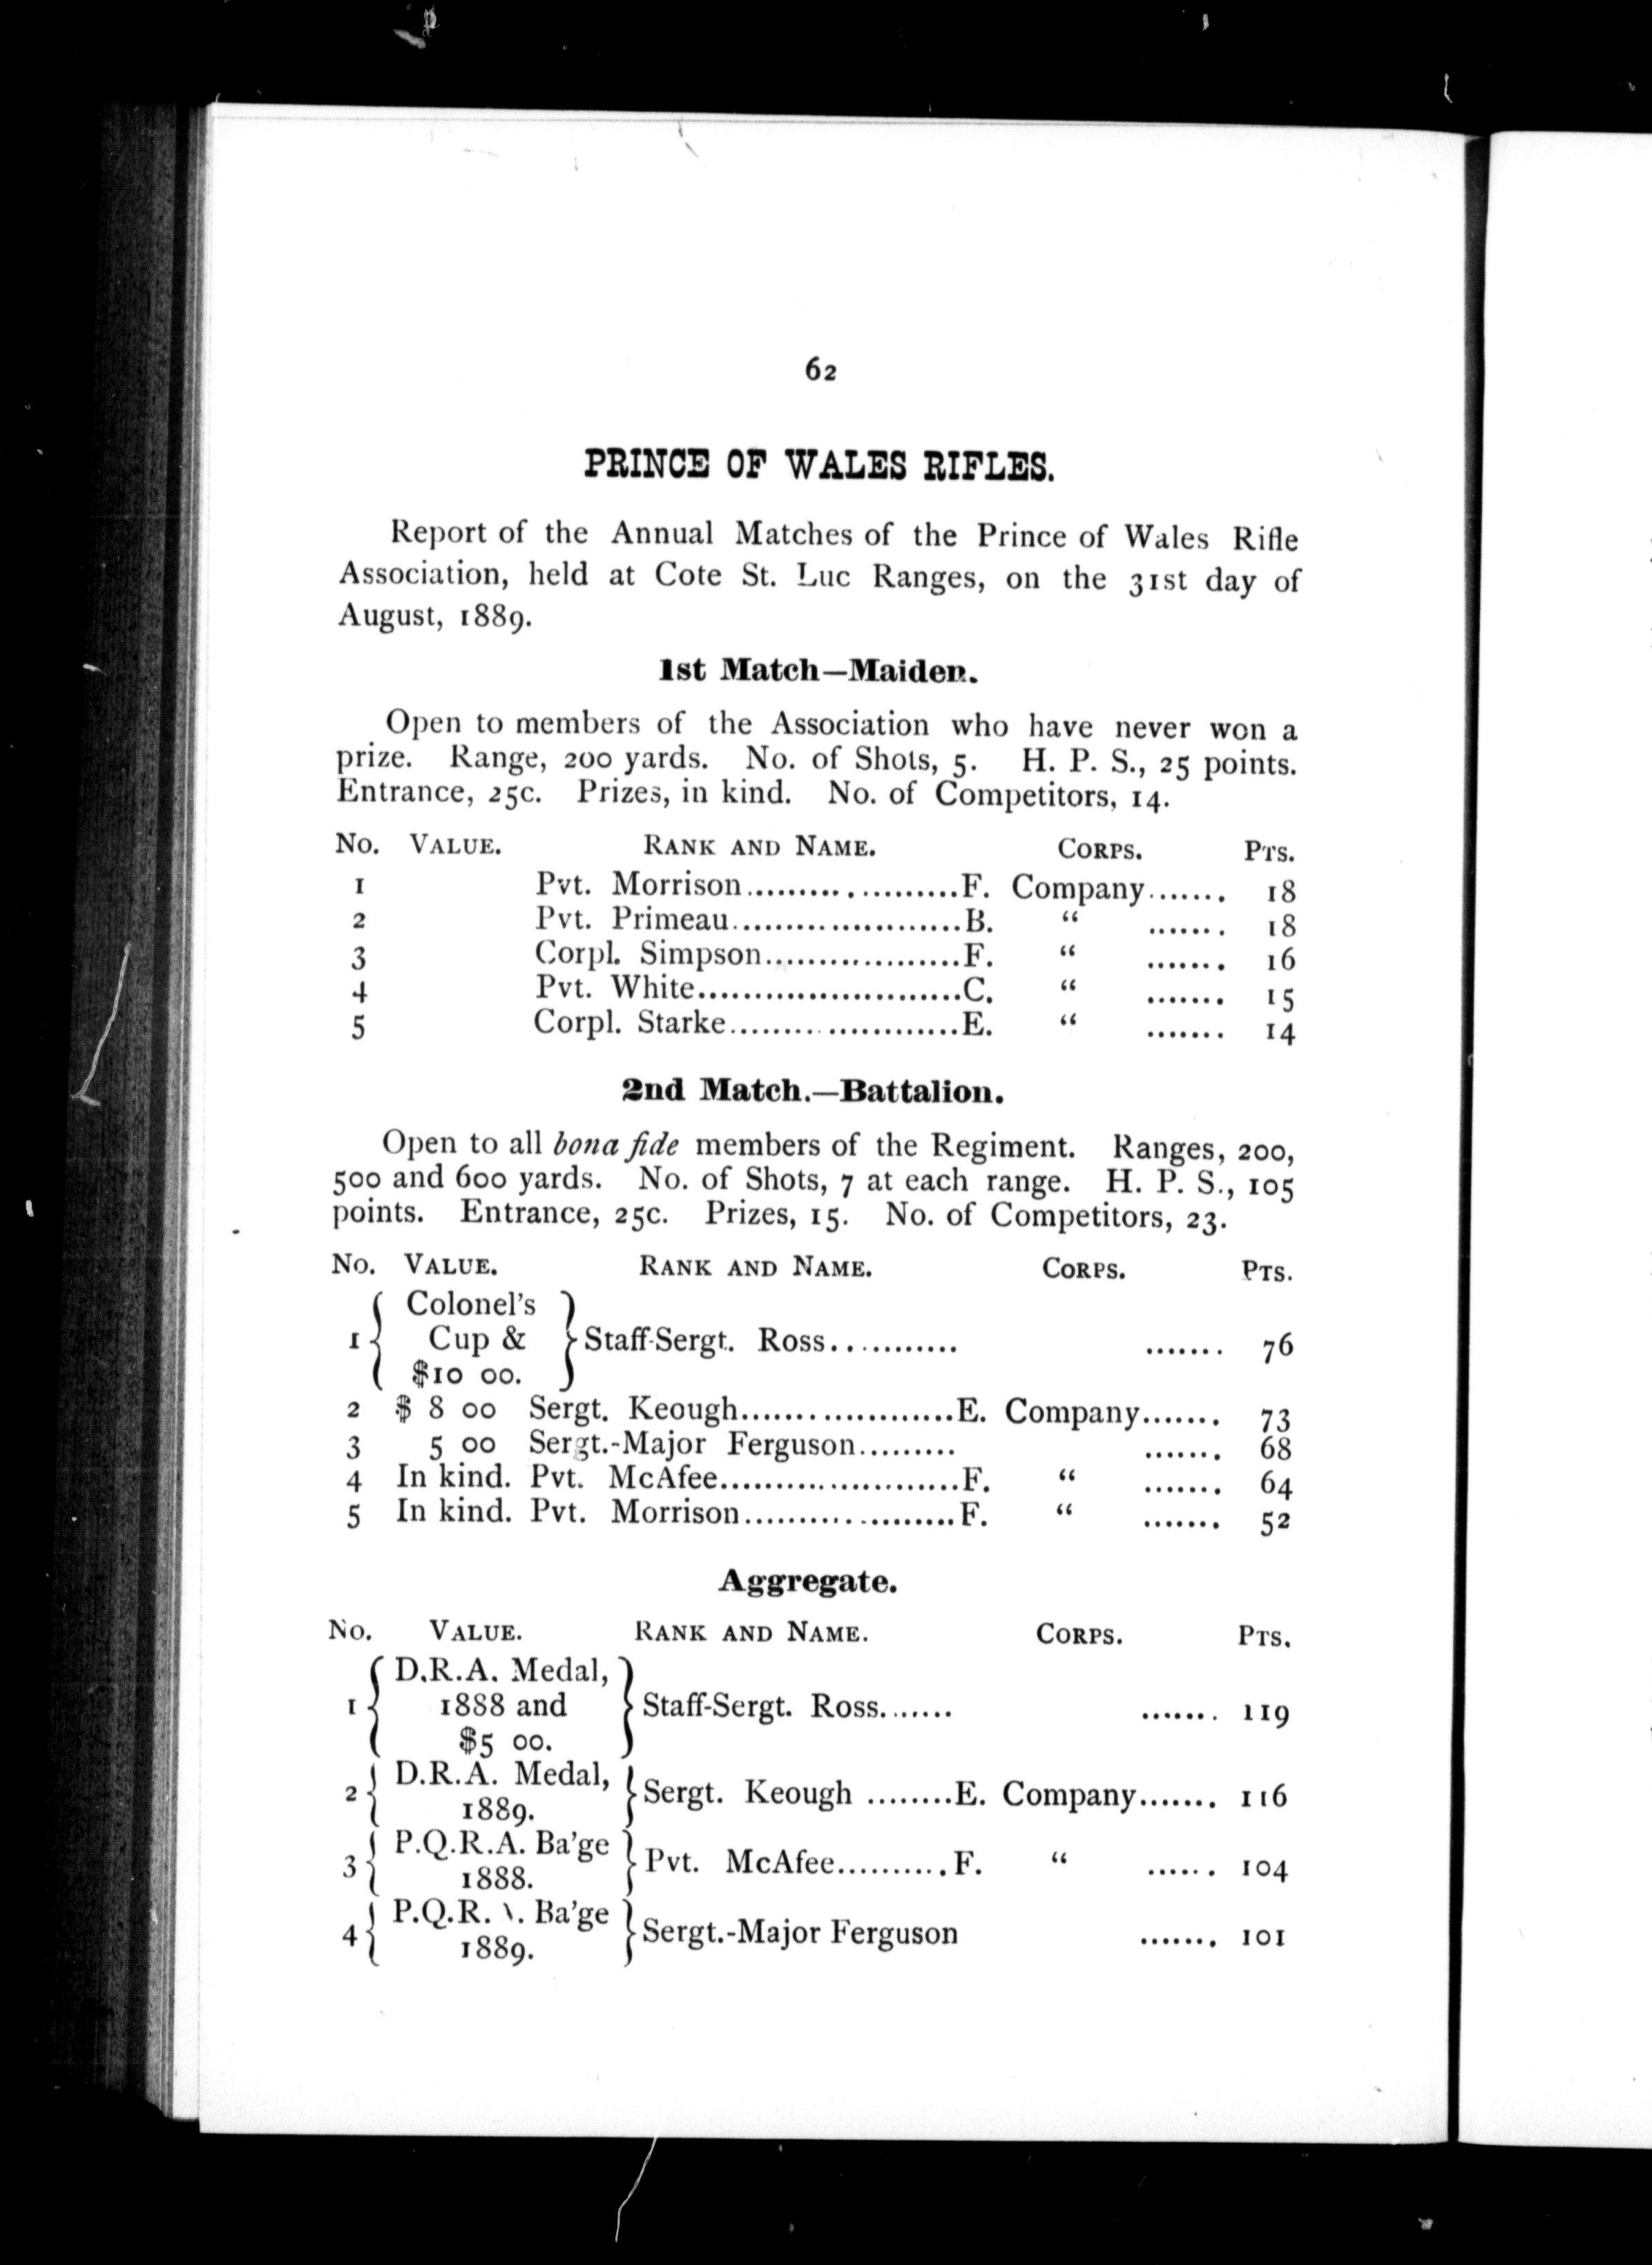 62
PRINCE OF WALES RIFLES.
Report of the Annual Matches of the Prince of Wales Rifle
Association, held at Cote St. Luc Ranges, on the 31st day of
August, 1889.
1st Match—Maiden.
Open to members of the Association who have never won a
prize. Range, 200 yards. No. of Shots, 5. H. P. S., 25 points.
Entrance, 25c. Prizes, in kind. No. of Competitors, 14.
No. VALUE. RANK AND NAME. CORPS. PTS.
1 Pvt. Morrison....................F. Company....... 18
2 Pvt. Primeau.....................B. “ ....... 18
3 Corpl. Simpson..................F. “ ....... 16
4 Pvt. White........................C. “ ....... 15
5 Corpl. Starke.....................E. “ ....... 14
2nd Match.—Battalion.
Open to all bona fide members of the Regiment. Ranges, 200,
500 and 600 yards. No. of Shots, 7 at each range. H. P. S., 105
points. Entrance, 25c. Prizes, 15. No. of Competitors, 23.
No. VALUE. RANK AND NAME. CORPS. PTS.
Colonel's
1 { Cup & } Staff-Sergt. Ross............ ....... 76
$10 00.
2 $ 8 00 Sergt. Keough...................E. Company....... 73
3 5 00 Sergt.-Major Ferguson......... ....... 68
4 In kind. Pvt. McAfee......................F. “ ....... 64
5 In kind. Pvt. Morrison...................F. “ ....... 52
Aggregate.
No. VALUE. RANK AND NAME. CORPS. PTS.
D.R.A. Medal,
1 { 1888 and } Staff-Sergt. Ross....... ....... 119
$5 00.
2 { D.R.A. Medal, } Sergt. Keough ........E. Company....... 116
1889.
3 { P.Q.R.A. Ba'ge } Pvt. McAfee..........F. “ ...... 104
1888.
4 { P.Q.R.A. Ba'ge } Sergt.-Major Ferguson ....... 101
1889.